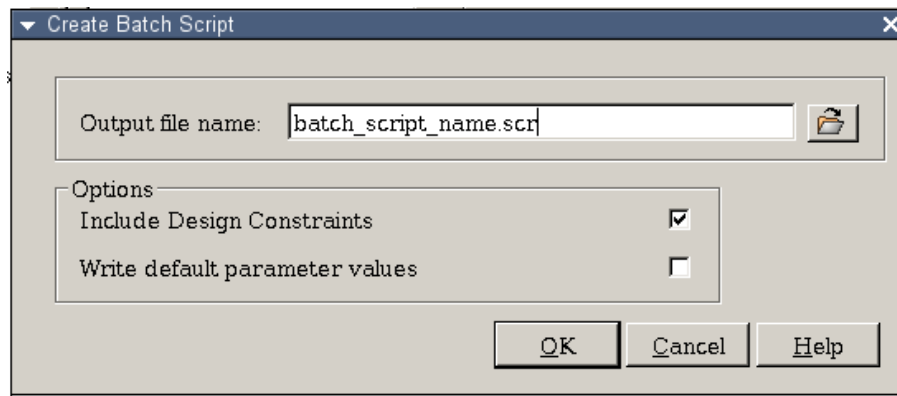 Create Batch Script
Output file name: batch_script_name.scr
Options
Include Design Constraints
Write default parameter values
OK Cancel Help